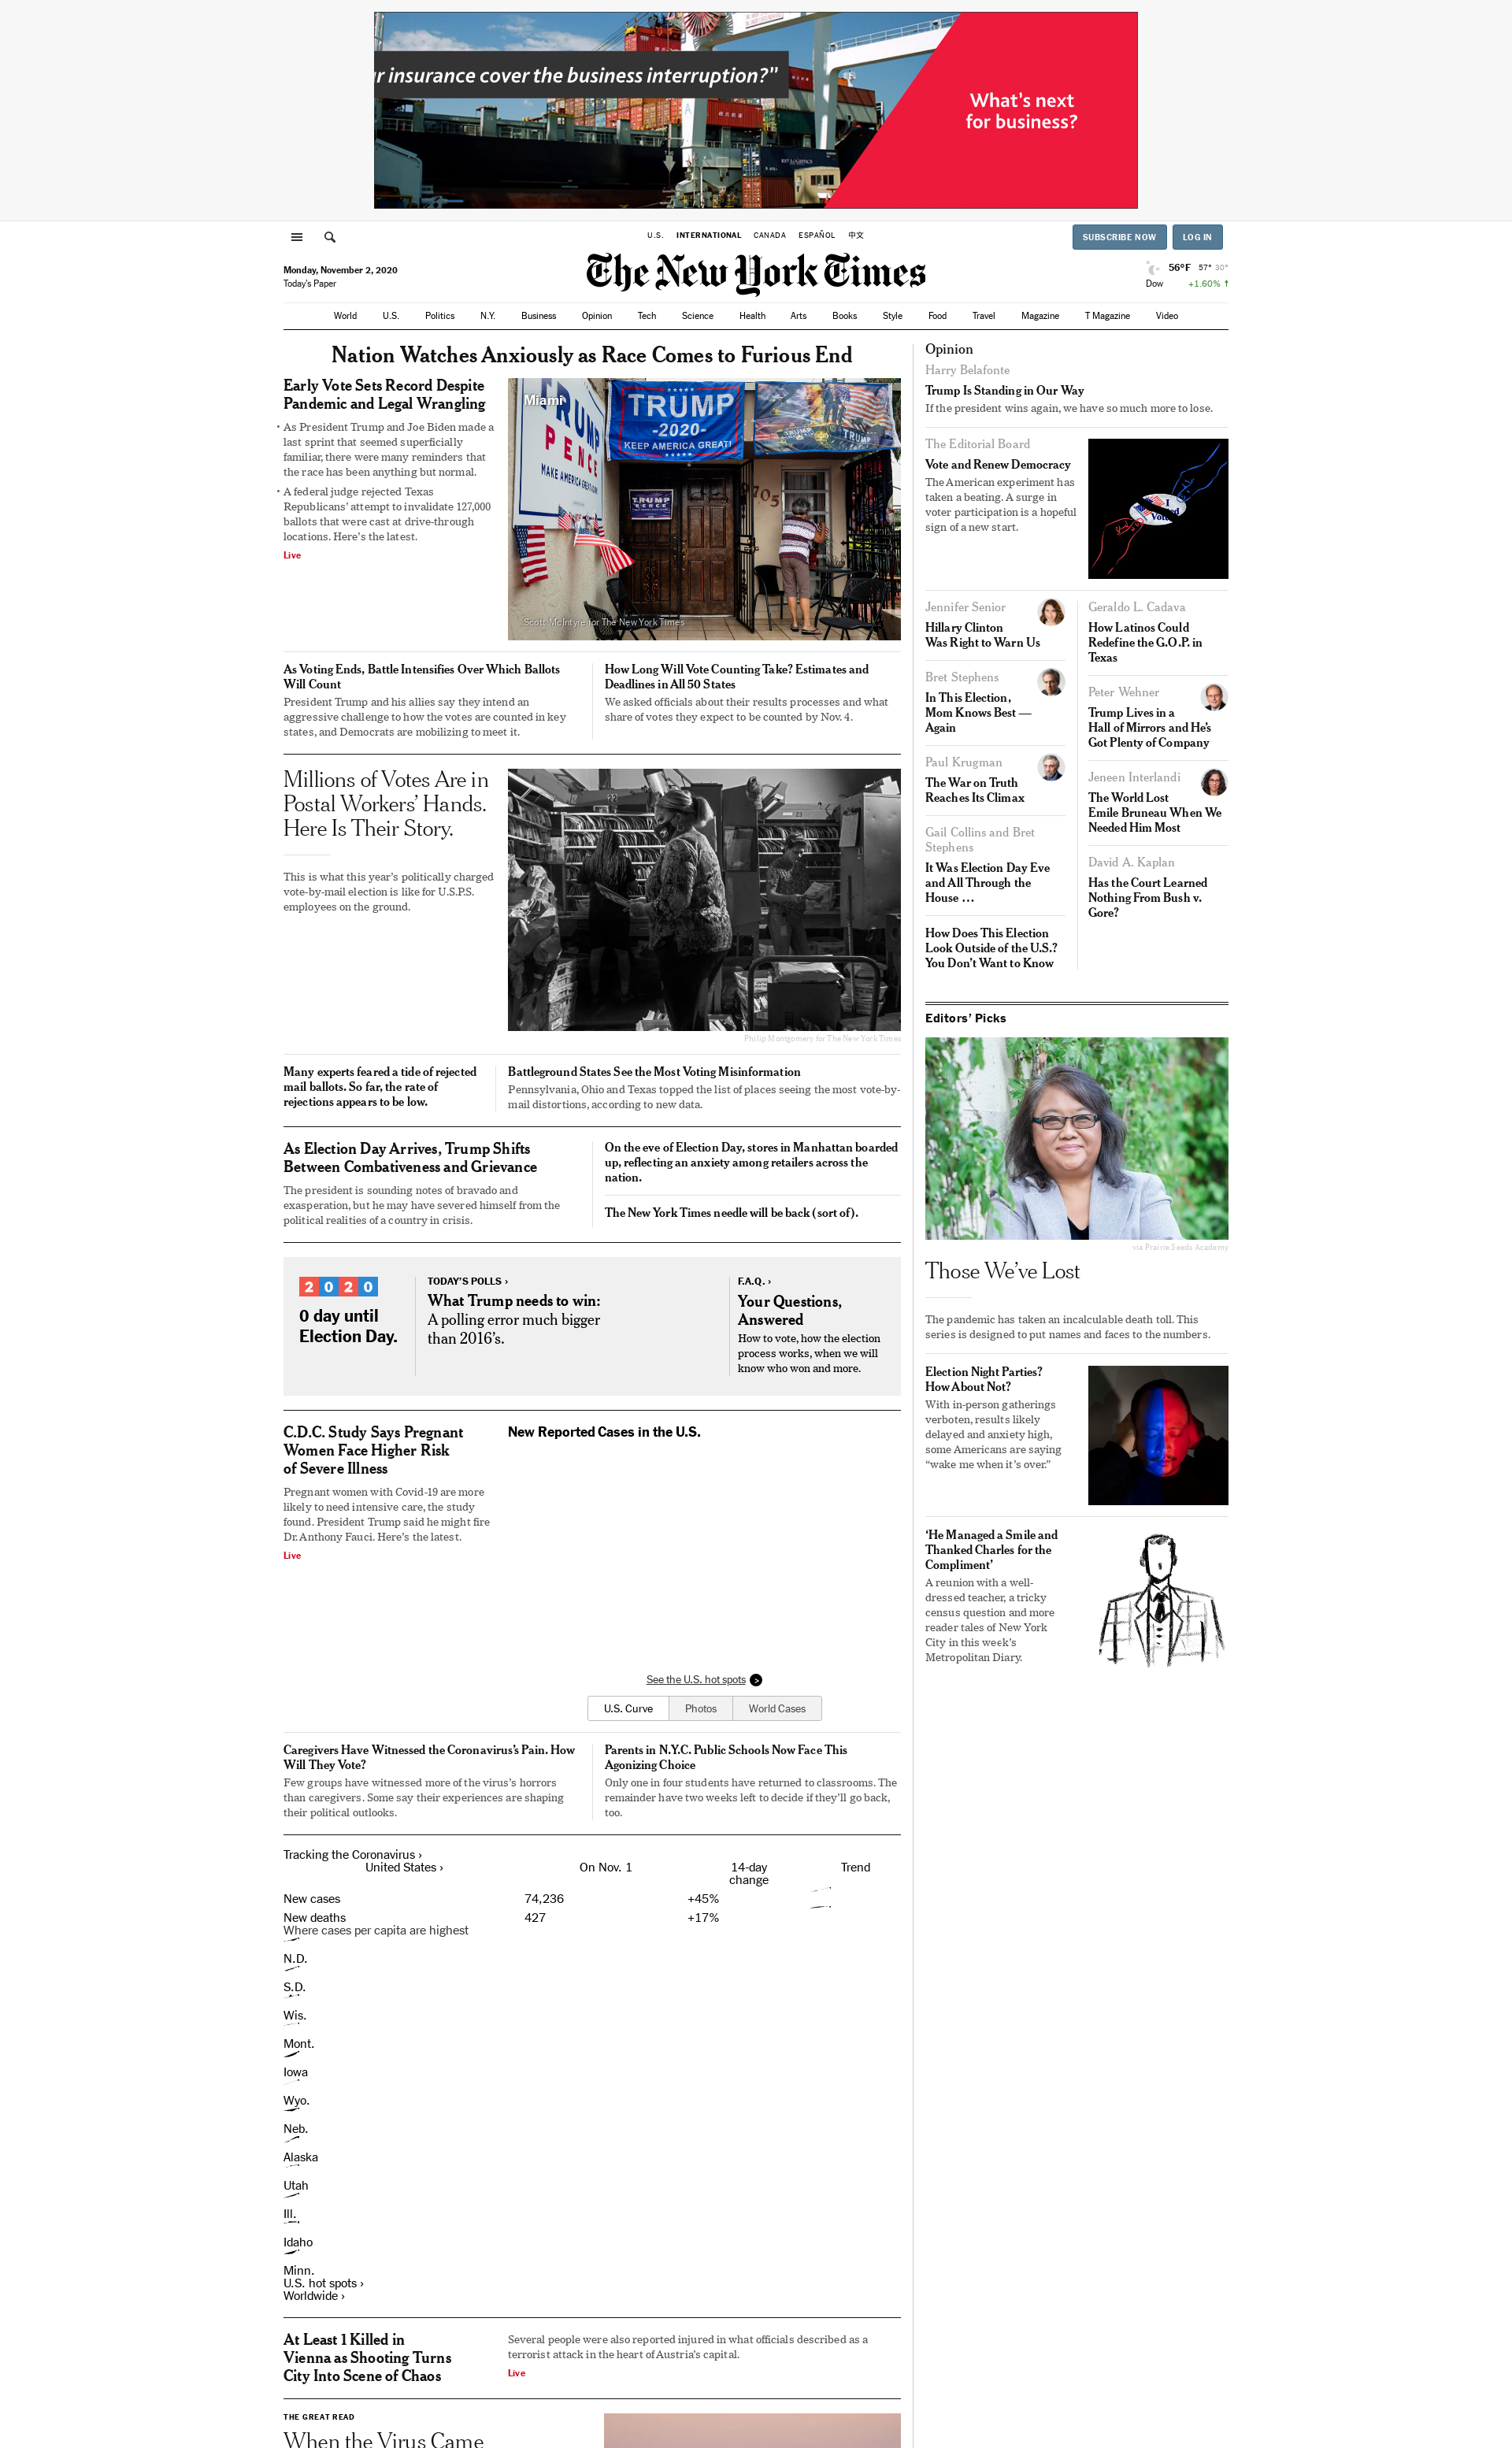 ur insurance cover the business interruption?"
What's next
for business?
U.S.
INTERNATIONAL
CANADA
ESPAÑOL
中文
SUBSCRIBE NOW
LOG IN
Monday, November 2, 2020
Today's Paper
The New York Times
56°F 57° 30°
Dow +1.60% ↑
World U.S. Politics N.Y. Business Opinion Tech Science Health Arts Books Style Food Travel Magazine T Magazine Video
Nation Watches Anxiously as Race Comes to Furious End
Early Vote Sets Record Despite
Pandemic and Legal Wrangling
• As President Trump and Joe Biden made a
last sprint that seemed superficially
familiar, there were many reminders that
the race has been anything but normal.
• A federal judge rejected Texas
Republicans' attempt to invalidate 127,000
ballots that were cast at drive-through
locations. Here's the latest.
Live
Miami
TRUMP
PENCE
MAKE AMERICA GREAT
TRUMP
-2020-
KEEP AMERICA GREAT!
TRUMP
TRUMP
PENCE
9705
Scott McIntyre for The New York Times
As Voting Ends, Battle Intensifies Over Which Ballots
Will Count
President Trump and his allies say they intend an
aggressive challenge to how the votes are counted in key
states, and Democrats are mobilizing to meet it.
How Long Will Vote Counting Take? Estimates and
Deadlines in All 50 States
We asked officials about their results processes and what
share of votes they expect to be counted by Nov. 4.
Millions of Votes Are in
Postal Workers' Hands.
Here Is Their Story.
This is what this year's politically charged
vote-by-mail election is like for U.S.P.S.
employees on the ground.
22
Philip Montgomery for The New York Times
Many experts feared a tide of rejected
mail ballots. So far, the rate of
rejections appears to be low.
Battleground States See the Most Voting Misinformation
Pennsylvania, Ohio and Texas topped the list of places seeing the most vote-by-
mail distortions, according to new data.
As Election Day Arrives, Trump Shifts
Between Combativeness and Grievance
The president is sounding notes of bravado and
exasperation, but he may have severed himself from the
political realities of a country in crisis.
On the eve of Election Day, stores in Manhattan boarded
up, reflecting an anxiety among retailers across the
nation.
The New York Times needle will be back (sort of).
2020
0 day until
Election Day.
TODAY'S POLLS ›
What Trump needs to win:
A polling error much bigger
than 2016's.
F.A.Q. ›
Your Questions,
Answered
How to vote, how the election
process works, when we will
know who won and more.
C.D.C. Study Says Pregnant
Women Face Higher Risk
of Severe Illness
Pregnant women with Covid-19 are more
likely to need intensive care, the study
found. President Trump said he might fire
Dr. Anthony Fauci. Here's the latest.
Live
New Reported Cases in the U.S.
See the U.S. hot spots >
U.S. Curve
Photos
World Cases
Caregivers Have Witnessed the Coronavirus's Pain. How
Will They Vote?
Few groups have witnessed more of the virus's horrors
than caregivers. Some say their experiences are shaping
their political outlooks.
Parents in N.Y.C. Public Schools Now Face This
Agonizing Choice
Only one in four students have returned to classrooms. The
remainder have two weeks left to decide if they'll go back,
too.
Tracking the Coronavirus ›
United States › On Nov. 1 14-day
change Trend
New cases 74,236 +45%
New deaths 427 +17%
Where cases per capita are highest
N.D.
S.D.
Wis.
Mont.
Iowa
Wyo.
Neb.
Alaska
Utah
Ill.
Idaho
Minn.
U.S. hot spots ›
Worldwide ›
At Least 1 Killed in
Vienna as Shooting Turns
City Into Scene of Chaos
Several people were also reported injured in what officials described as a
terrorist attack in the heart of Austria's capital.
Live
THE GREAT READ
When the Virus Came
Opinion
Harry Belafonte
Trump Is Standing in Our Way
If the president wins again, we have so much more to lose.
The Editorial Board
Vote and Renew Democracy
The American experiment has
taken a beating. A surge in
voter participation is a hopeful
sign of a new start.
Jennifer Senior
Hillary Clinton
Was Right to Warn Us
Bret Stephens
In This Election,
Mom Knows Best —
Again
Paul Krugman
The War on Truth
Reaches Its Climax
Gail Collins and Bret
Stephens
It Was Election Day Eve
and All Through the
House …
How Does This Election
Look Outside of the U.S.?
You Don't Want to Know
Geraldo L. Cadava
How Latinos Could
Redefine the G.O.P. in
Texas
Peter Wehner
Trump Lives in a
Hall of Mirrors and He's
Got Plenty of Company
Jeneen Interlandi
The World Lost
Emile Bruneau When We
Needed Him Most
David A. Kaplan
Has the Court Learned
Nothing From Bush v.
Gore?
Editors' Picks
via Prairie Seeds Academy
Those We've Lost
The pandemic has taken an incalculable death toll. This
series is designed to put names and faces to the numbers.
Election Night Parties?
How About Not?
With in-person gatherings
verboten, results likely
delayed and anxiety high,
some Americans are saying
“wake me when it's over.”
‘He Managed a Smile and
Thanked Charles for the
Compliment’
A reunion with a well-
dressed teacher, a tricky
census question and more
reader tales of New York
City in this week's
Metropolitan Diary.